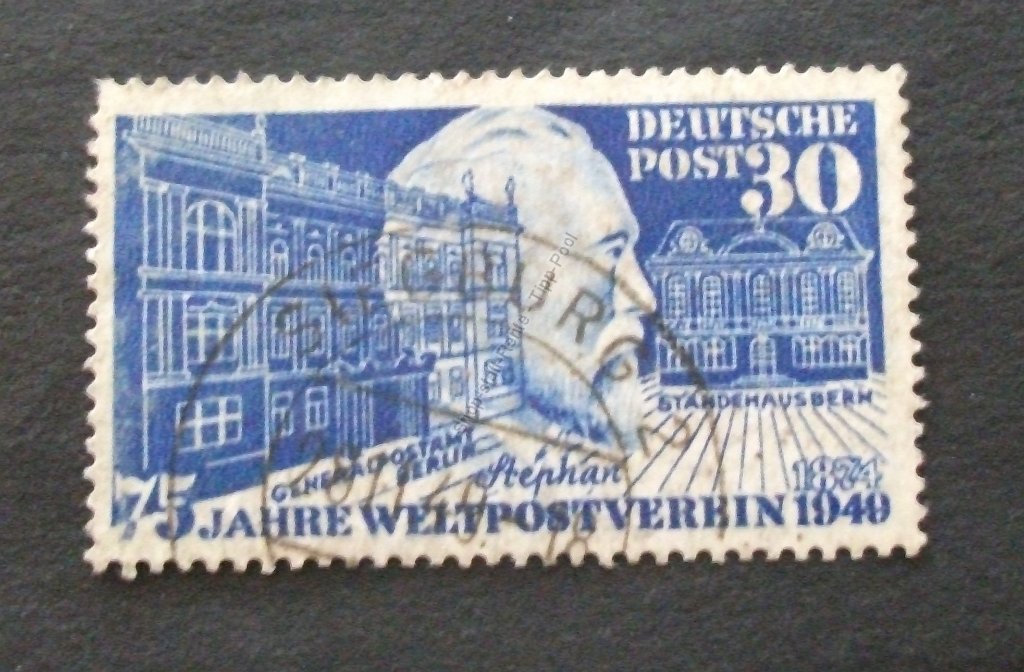 DEUTSCHE
POST 30
STÄNDEHAUS BERN
GENERALPOSTAMT
BERLIN
Stephan
1874
75 JAHRE WELTPOSTVEREIN 1949